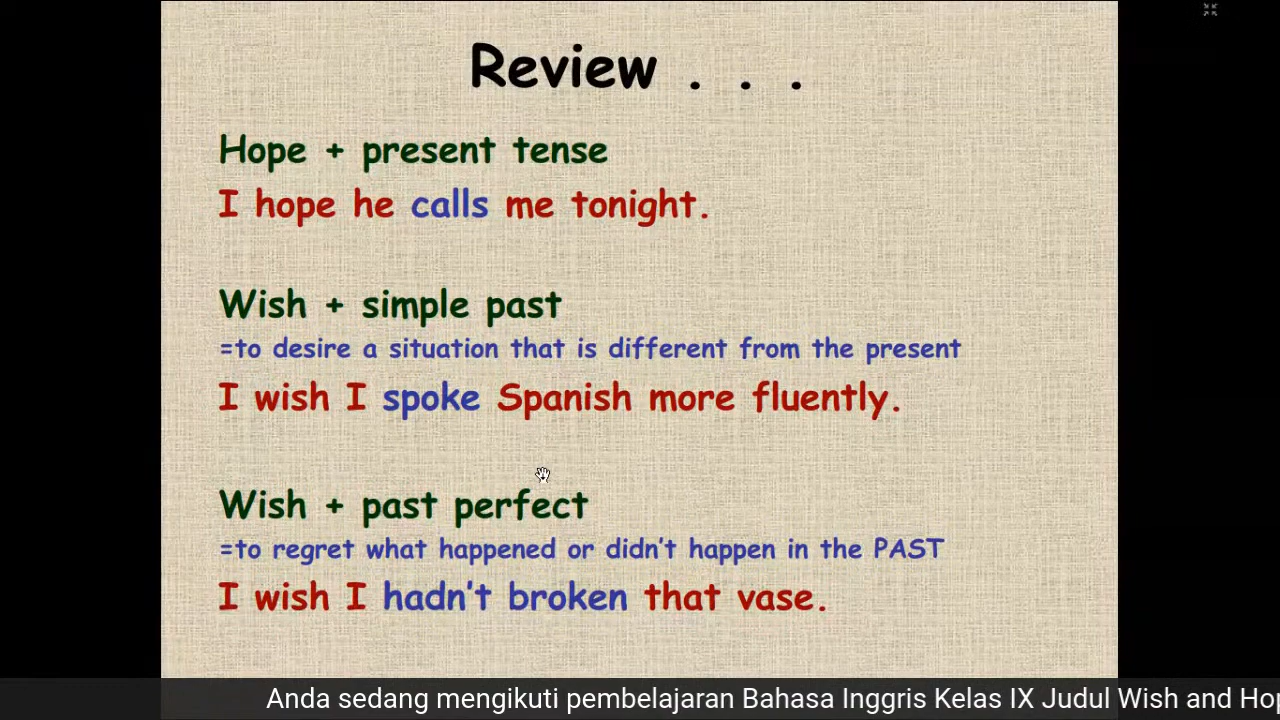 Review . . .
Hope + present tense
I hope he calls me tonight.
Wish + simple past
=to desire a situation that is different from the present
I wish I spoke Spanish more fluently.
Wish + past perfect
=to regret what happened or didn't happen in the PAST
I wish I hadn't broken that vase.
Anda sedang mengikuti pembelajaran Bahasa Inggris Kelas IX Judul Wish and